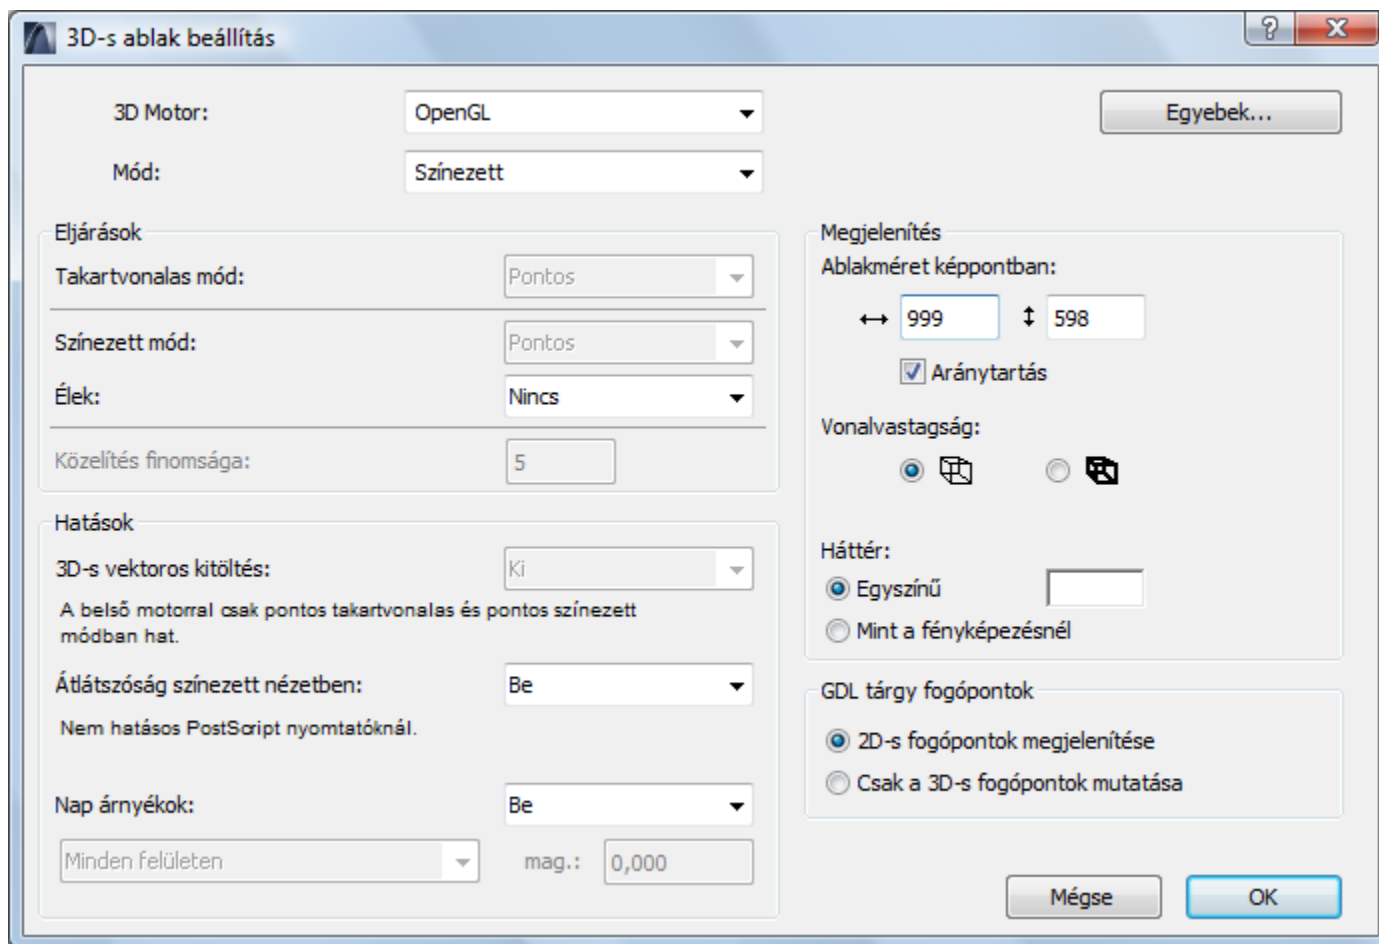 3D-s ablak beállítás
3D Motor: OpenGL
Egyebek...
Mód: Színezett
Eljárások
Takartvonalas mód: Pontos
Színezett mód: Pontos
Élek: Nincs
Közelítés finomsága: 5
Hatások
3D-s vektoros kitöltés: Ki
A belső motorral csak pontos takartvonalas és pontos színezett
módban hat.
Átlátszóság színezett nézetben: Be
Nem hatásos PostScript nyomtatóknál.
Nap árnyékok: Be
Minden felületen mag.: 0,000
Megjelenítés
Ablakméret képpontban:
999 598
Aránytartás
Vonalvastagság:
Háttér:
Egyszínű
Mint a fényképezésnél
GDL tárgy fogópontok
2D-s fogópontok megjelenítése
Csak a 3D-s fogópontok mutatása
Mégse OK